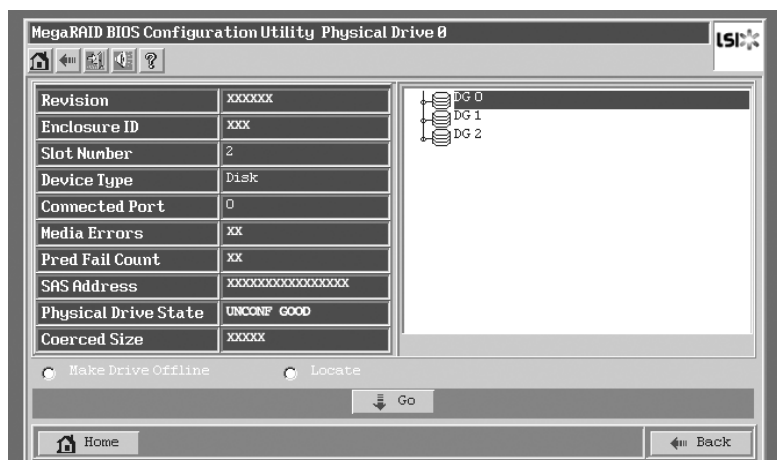 MegaRAID BIOS Configuration Utility Physical Drive 0
LSI
?
Revision XXXXXX
Enclosure ID XXX
Slot Number 2
Device Type Disk
Connected Port 0
Media Errors XX
Pred Fail Count XX
SAS Address XXXXXXXXXXXXXXXX
Physical Drive State UNCONF GOOD
Coerced Size XXXXX
DG 0
DG 1
DG 2
Make Drive Offline Locate
Go
Home Back